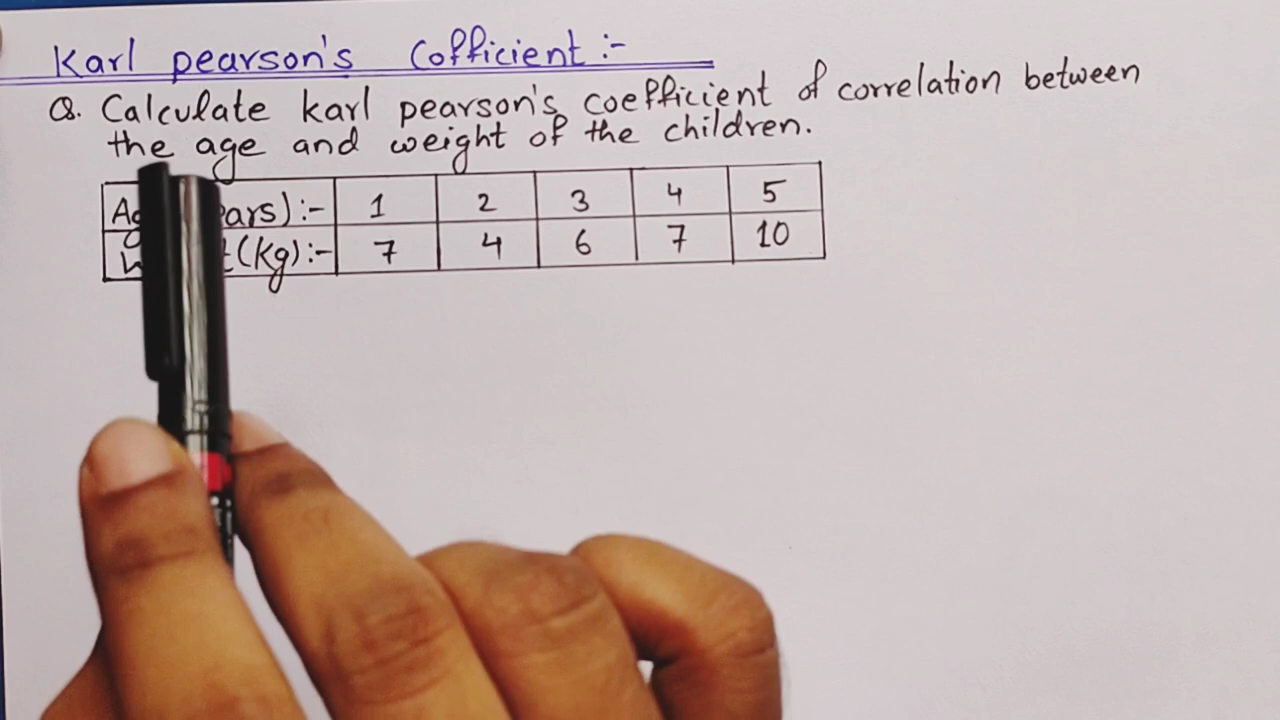 Karl pearson's Cofficient :-
Q. Calculate karl pearson's coefficient of correlation between
the age and weight of the children.
:- 1 2 3 4 5
(Kg):- 7 4 6 7 10